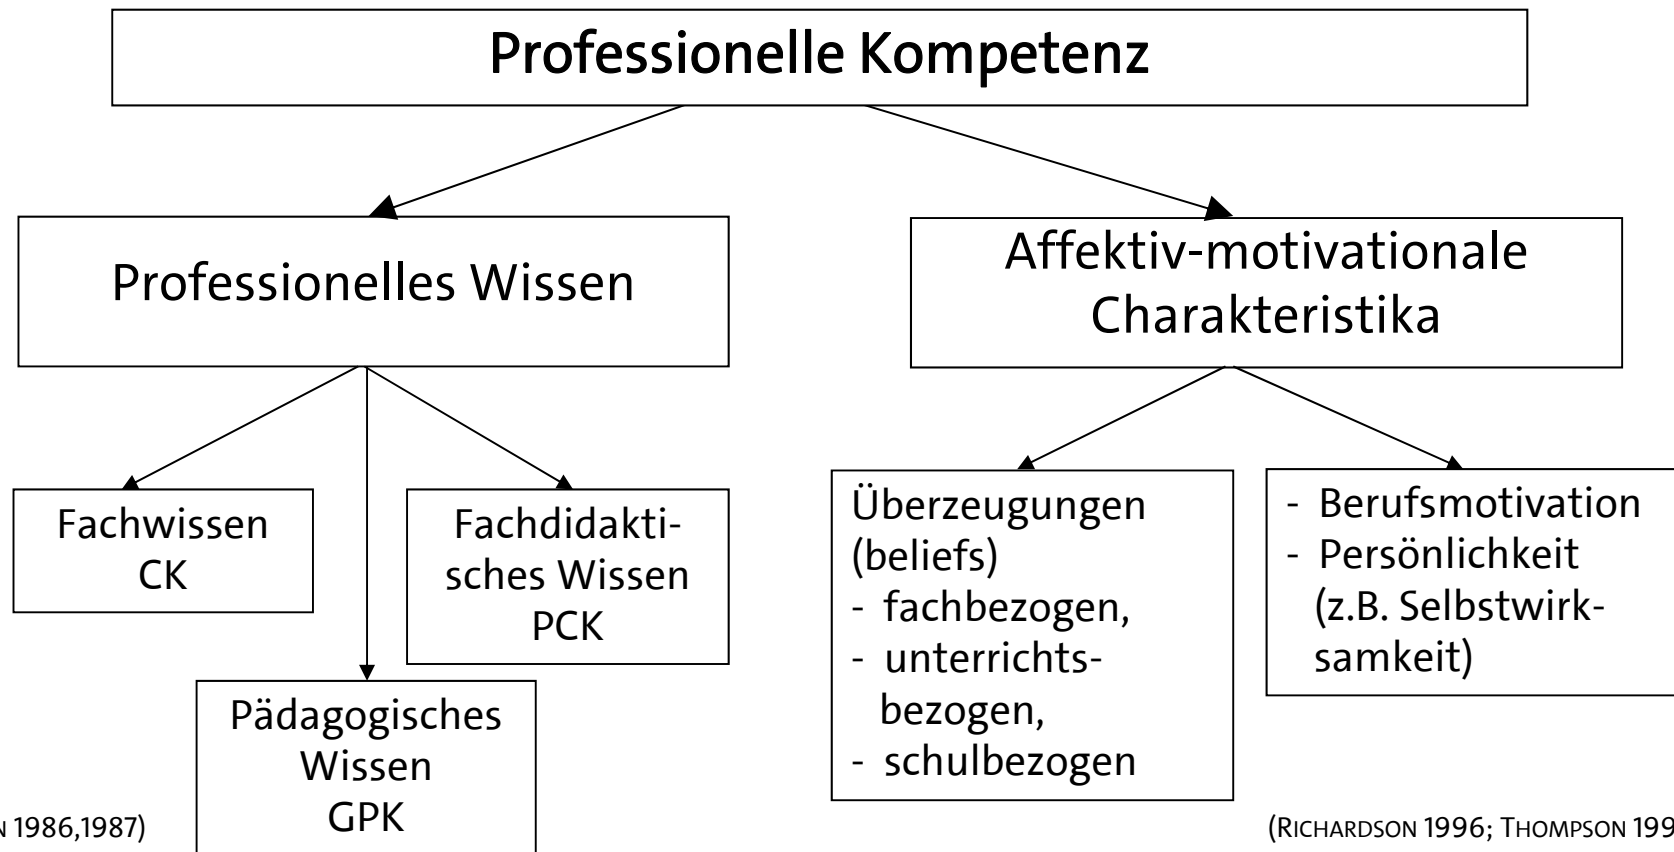 Professionelle Kompetenz
Professionelles Wissen
Affektiv-motivationale
Charakteristika
Fachwissen
CK
Fachdidakti-
sches Wissen
PCK
Pädagogisches
Wissen
GPK
Überzeugungen
(beliefs)
- fachbezogen,
- unterrichts-
bezogen,
- schulbezogen
- Berufsmotivation
- Persönlichkeit
(z.B. Selbstwirk-
samkeit)
1986,1987)
(RICHARDSON 1996; THOMPSON